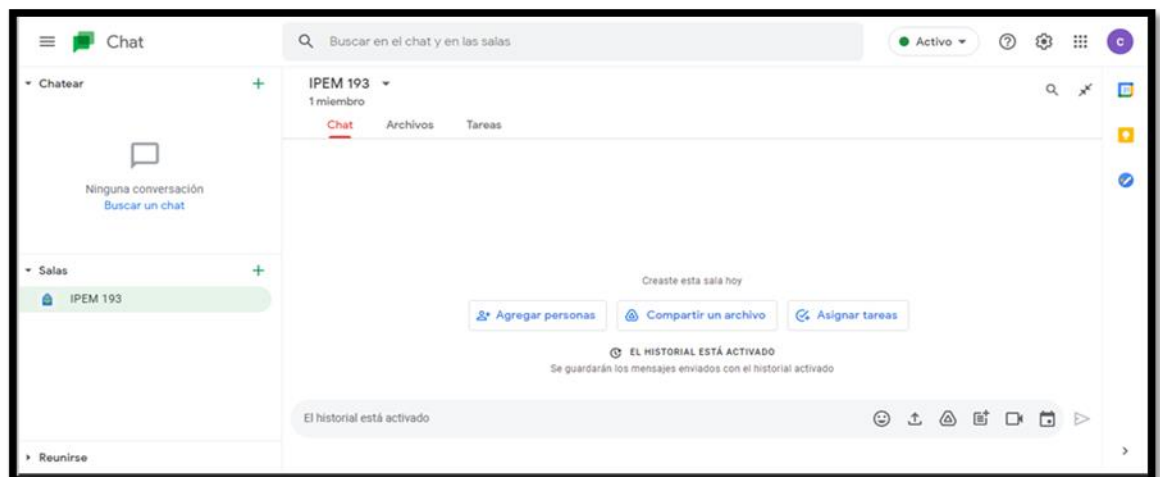 Chat
Buscar en el chat y en las salas
Activo
C
Chatear
Ninguna conversación
Buscar un chat
Salas
IPEM 193
Reunirse
IPEM 193
1 miembro
Chat Archivos Tareas
Creaste esta sala hoy
Agregar personas Compartir un archivo Asignar tareas
EL HISTORIAL ESTÁ ACTIVADO
Se guardarán los mensajes enviados con el historial activado
El historial está activado